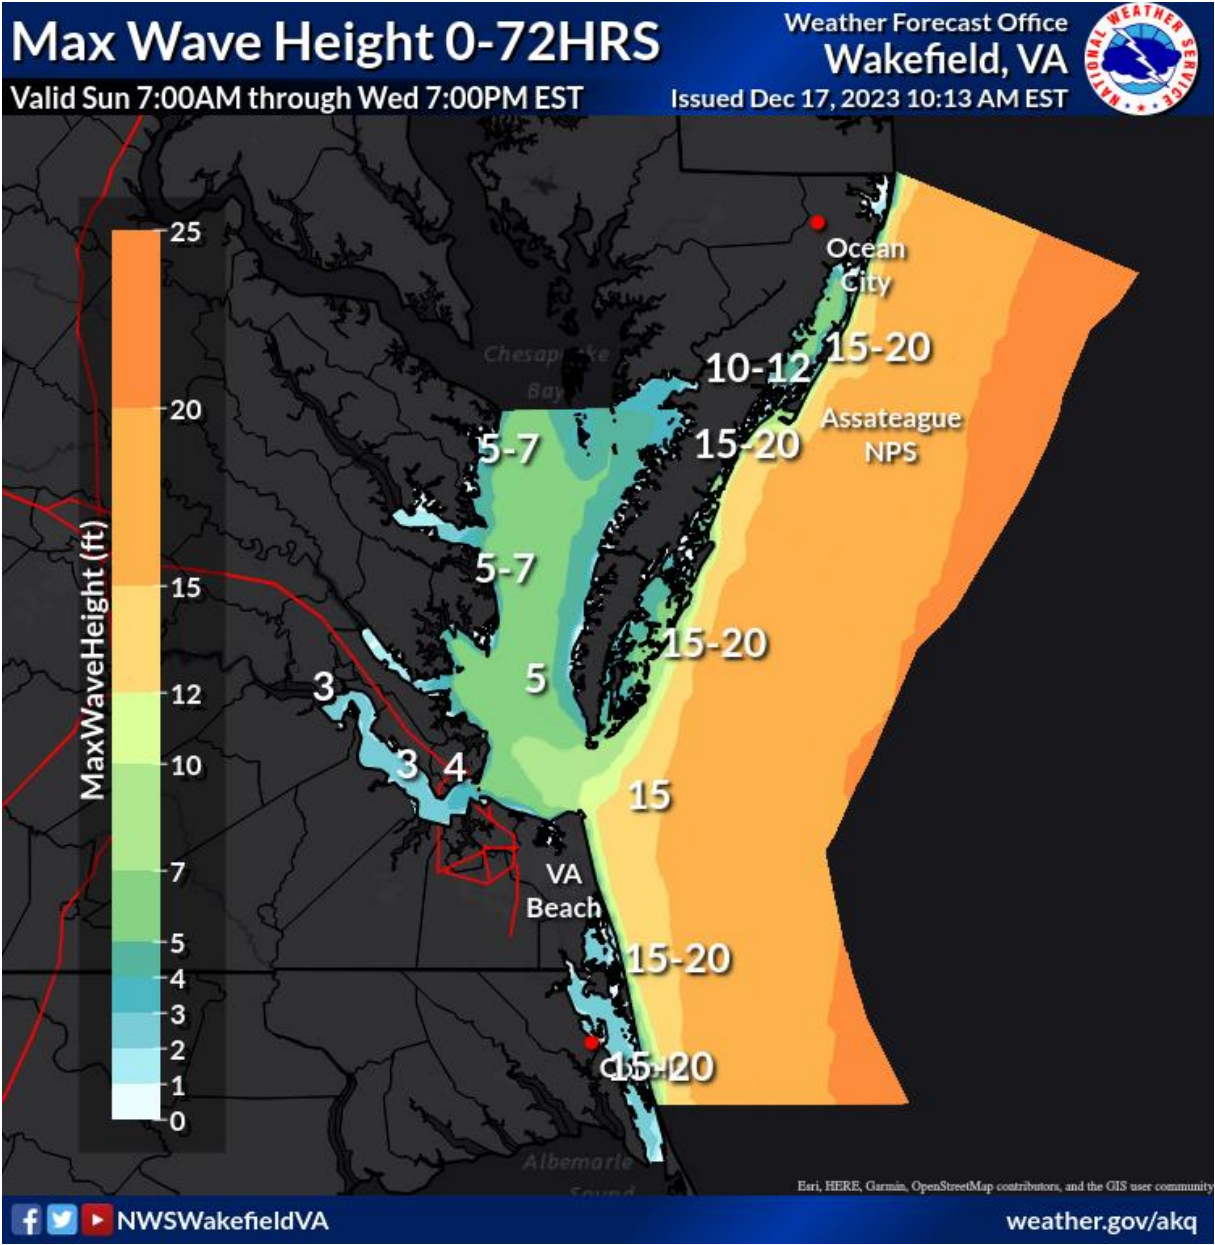 Max Wave Height 0-72HRS
Valid Sun 7:00AM through Wed 7:00PM EST
Weather Forecast Office
Wakefield, VA
Issued Dec 17, 2023 10:13 AM EST
NATIONAL WEATHER SERVICE
MaxWaveHeight (ft)
25
20
15
12
10
7
5
4
3
2
1
0
Ocean
City
15-20
10-12
Chesapeake
Bay
Assateague
NPS
15-20
5-7
5-7
15-20
5
3
3
4
15
VA
Beach
15-20
15-20
Albemarle
Sound
Esri, HERE, Garmin, OpenStreetMap contributors, and the GIS user community
NWSWakefieldVA
weather.gov/akq